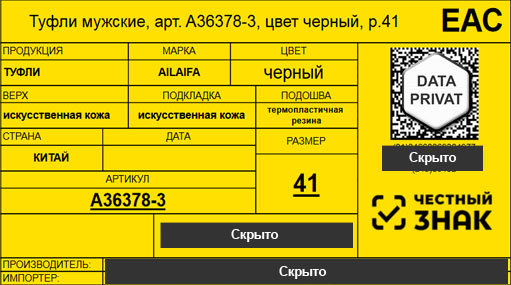 Туфли мужские, арт. А36378-3, цвет черный, р.41
EAC
ПРОДУКЦИЯ МАРКА ЦВЕТ
ТУФЛИ AILAIFA черный
ВЕРХ ПОДКЛАДКА ПОДОШВА
искусственная кожа искусственная кожа термопластичная резина
СТРАНА ДАТА РАЗМЕР
КИТАЙ
АРТИКУЛ
А36378-3
41
DATA
PRIVAT
Скрыто
ЧЕСТНЫЙ
ЗНАК
Скрыто
ПРОИЗВОДИТЕЛЬ:
ИМПОРТЕР:
Скрыто